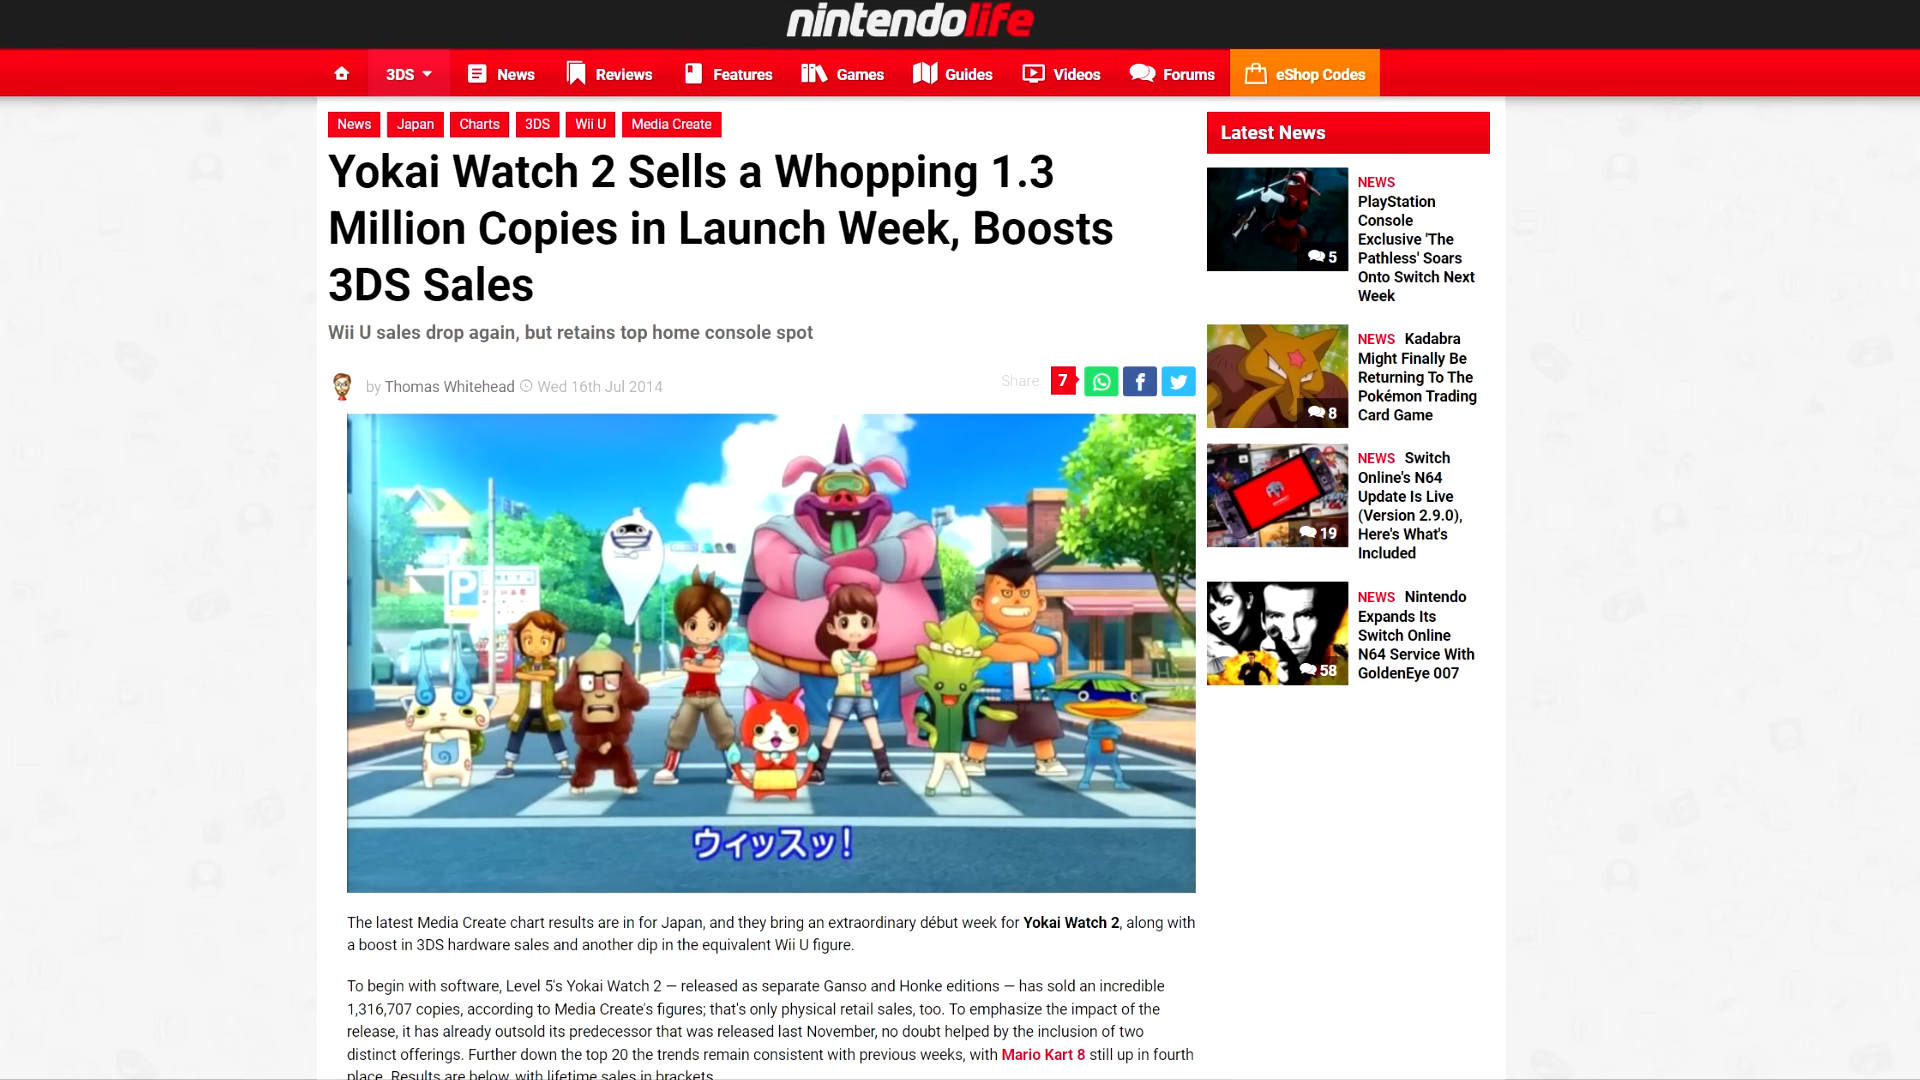 nintendolife
3DS News Reviews Features Games Guides Videos Forums eShop Codes
News Japan Charts 3DS Wii U Media Create
Yokai Watch 2 Sells a Whopping 1.3
Million Copies in Launch Week, Boosts
3DS Sales
Wii U sales drop again, but retains top home console spot
by Thomas Whitehead Wed 16th Jul 2014
Share: 7
P
ウィッスッ!
The latest Media Create chart results are in for Japan, and they bring an extraordinary début week for Yokai Watch 2, along with
a boost in 3DS hardware sales and another dip in the equivalent Wii U figure.
To begin with software, Level 5's Yokai Watch 2 — released as separate Ganso and Honke editions — has sold an incredible
1,316,707 copies, according to Media Create's figures; that's only physical retail sales, too. To emphasize the impact of the
release, it has already outsold its predecessor that was released last November, no doubt helped by the inclusion of two
distinct offerings. Further down the top 20 the trends remain consistent with previous weeks, with Mario Kart 8 still up in fourth
place. Results are below, with lifetime sales in brackets.
Latest News
5
NEWS
PlayStation
Console
Exclusive 'The
Pathless' Soars
Onto Switch Next
Week
8
NEWS Kadabra
Might Finally Be
Returning To The
Pokémon Trading
Card Game
19
NEWS Switch
Online's N64
Update Is Live
(Version 2.9.0),
Here's What's
Included
58
NEWS Nintendo
Expands Its
Switch Online
N64 Service With
GoldenEye 007